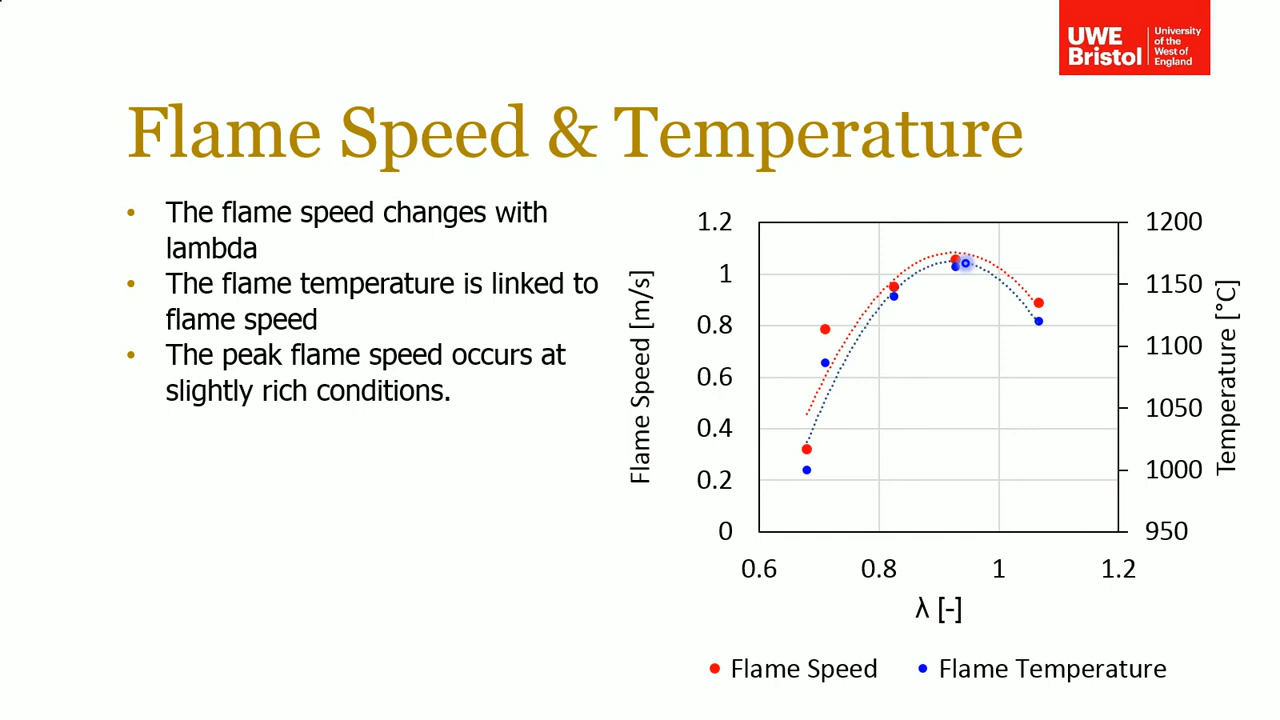 UWE
Bristol
University
of the
West of
England
Flame Speed & Temperature
• The flame speed changes with
lambda
• The flame temperature is linked to
flame speed
• The peak flame speed occurs at
slightly rich conditions.
Flame Speed [m/s]
1.2
1
0.8
0.6
0.4
0.2
0
1200
1150
1100
1050
1000
950
Temperature [°C]
0.6 0.8 1 1.2
λ [-]
Flame Speed Flame Temperature